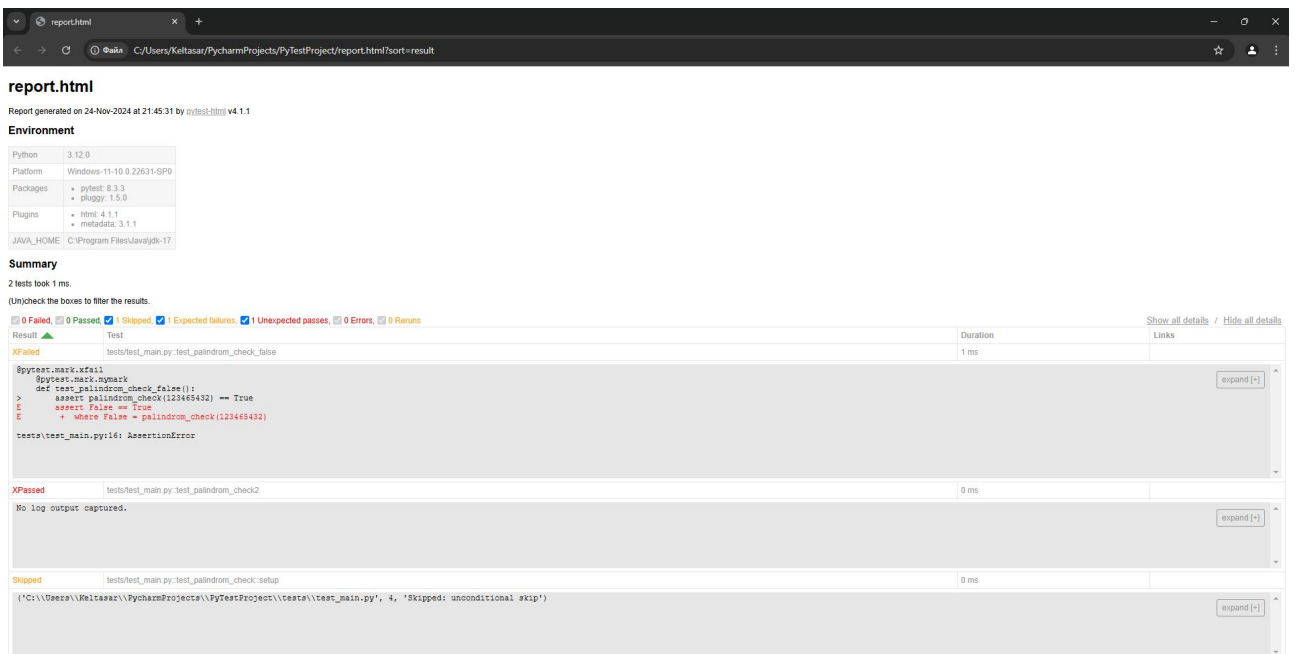 report.html
Файл C:/Users/Keltasar/PycharmProjects/PyTestProject/report.html?sort=result
report.html
Report generated on 24-Nov-2024 at 21:45:31 by pytest-html v4.1.1
Environment
Python 3.12.0
Platform Windows-11-10.0.22631-SP0
Packages
pytest: 8.3.3
pluggy: 1.5.0
Plugins
html: 4.1.1
metadata: 3.1.1
JAVA_HOME C:\Program Files\Java\jdk-17
Summary
2 tests took 1 ms.
(Un)check the boxes to filter the results.
0 Failed, 0 Passed, 1 Skipped, 1 Expected failures, 1 Unexpected passes, 0 Errors, 0 Reruns Show all details / Hide all details
Result Test Duration Links
XFailed tests/test_main.py::test_palindrom_check_false 1 ms
@pytest.mark.xfail
@pytest.mark.mymark
def test_palindrom_check_false():
> assert palindrom_check(123465432) == True
E assert False == True
E + where False = palindrom_check(123465432)
tests\test_main.py:16: AssertionError
expand [+]
XPassed tests/test_main.py::test_palindrom_check2 0 ms
No log output captured.
expand [+]
Skipped tests/test_main.py::test_palindrom_check::setup 0 ms
('C:\\Users\\Keltasar\\PycharmProjects\\PyTestProject\\tests\\test_main.py', 4, 'Skipped: unconditional skip')
expand [+]